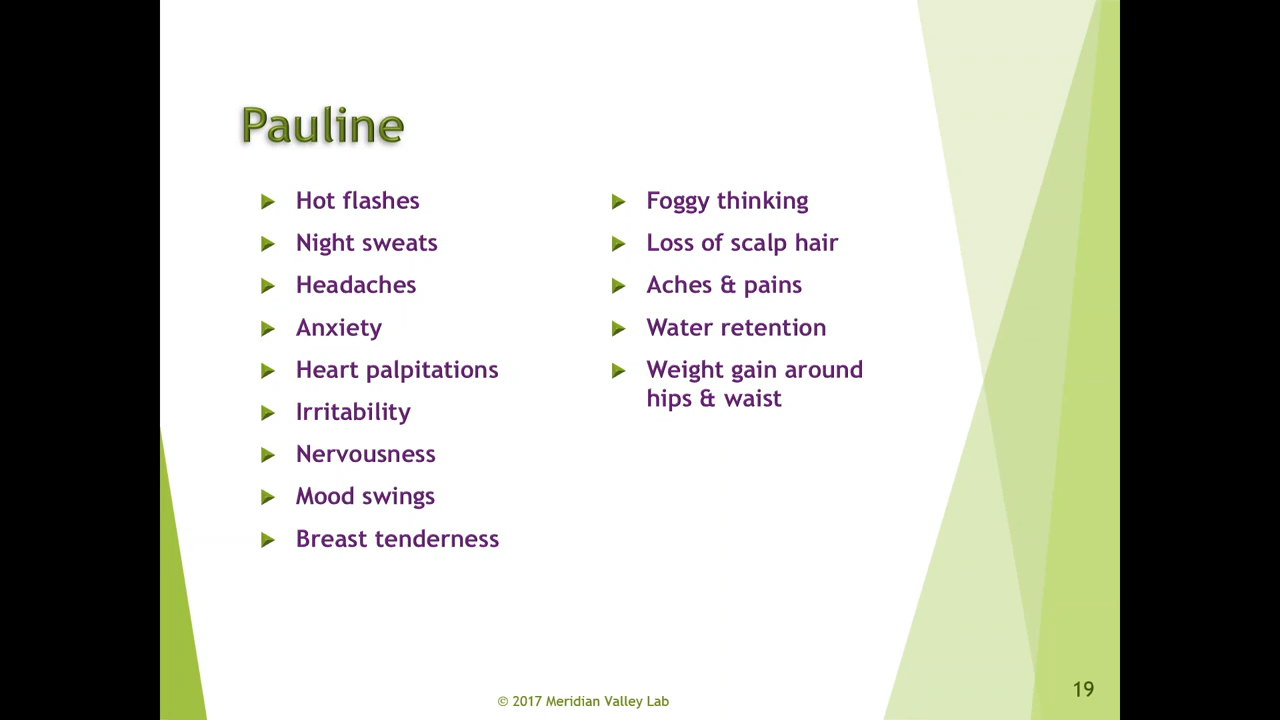 Pauline
Hot flashes
Night sweats
Headaches
Anxiety
Heart palpitations
Irritability
Nervousness
Mood swings
Breast tenderness
Foggy thinking
Loss of scalp hair
Aches & pains
Water retention
Weight gain around
hips & waist
© 2017 Meridian Valley Lab
19